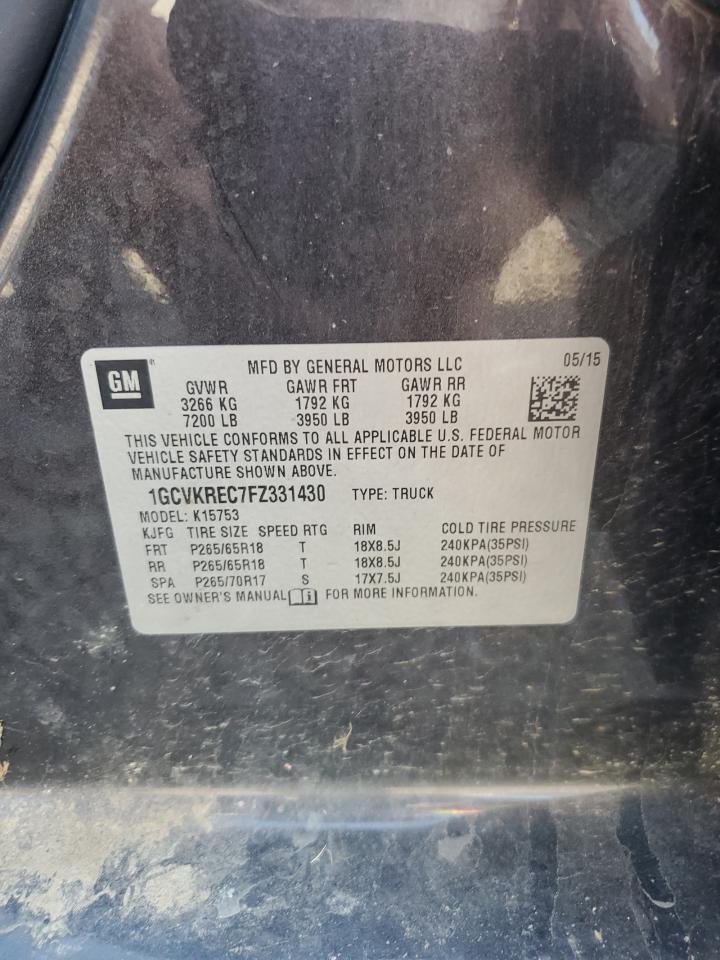 GM MFD BY GENERAL MOTORS LLC 05/15
GVWR GAWR FRT GAWR RR
3266 KG 1792 KG 1792 KG
7200 LB 3950 LB 3950 LB
THIS VEHICLE CONFORMS TO ALL APPLICABLE U.S. FEDERAL MOTOR
VEHICLE SAFETY STANDARDS IN EFFECT ON THE DATE OF
MANUFACTURE SHOWN ABOVE.
1GCVKREC7FZ331430 TYPE: TRUCK
MODEL: K15753
KJFG TIRE SIZE SPEED RTG RIM COLD TIRE PRESSURE
FRT P265/65R18 T 18X8.5J 240KPA(35PSI)
RR P265/65R18 T 18X8.5J 240KPA(35PSI)
SPA P265/70R17 S 17X7.5J 240KPA(35PSI)
SEE OWNER'S MANUAL i FOR MORE INFORMATION.